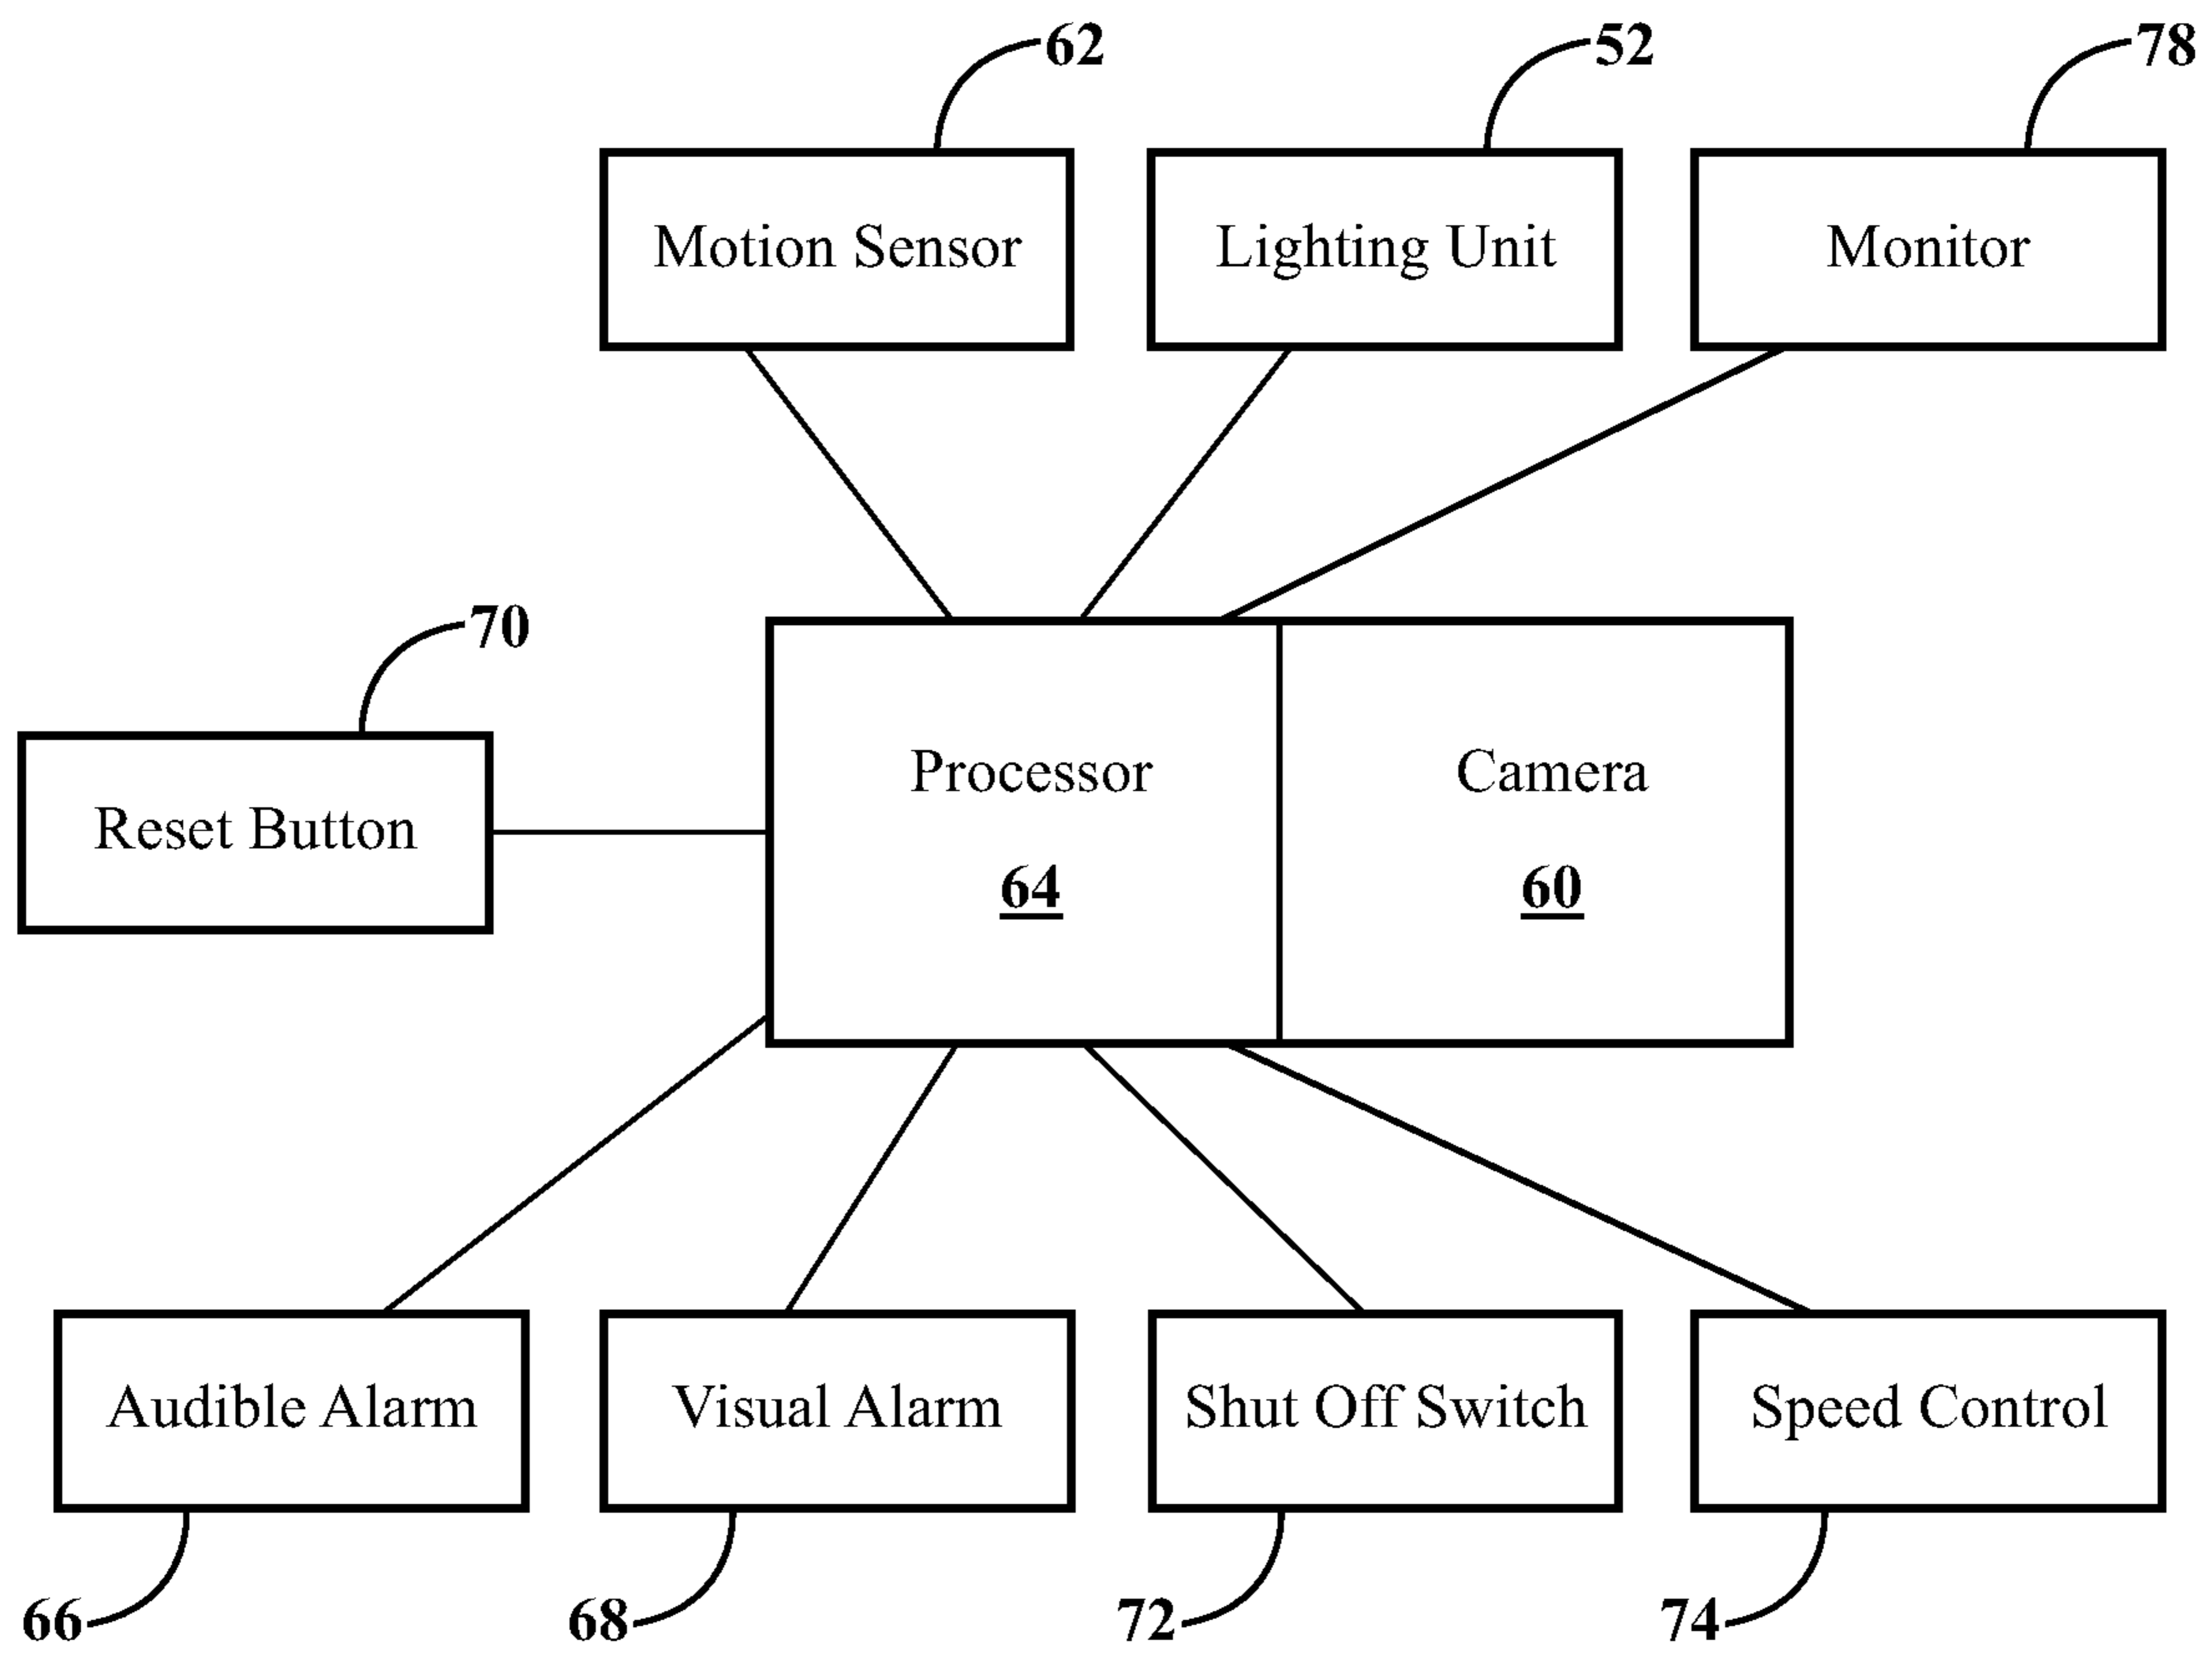 62
52
78
Motion Sensor
Lighting Unit
Monitor
70
Reset Button
Processor
64
Camera
60
Audible Alarm
Visual Alarm
Shut Off Switch
Speed Control
66
68
72
74